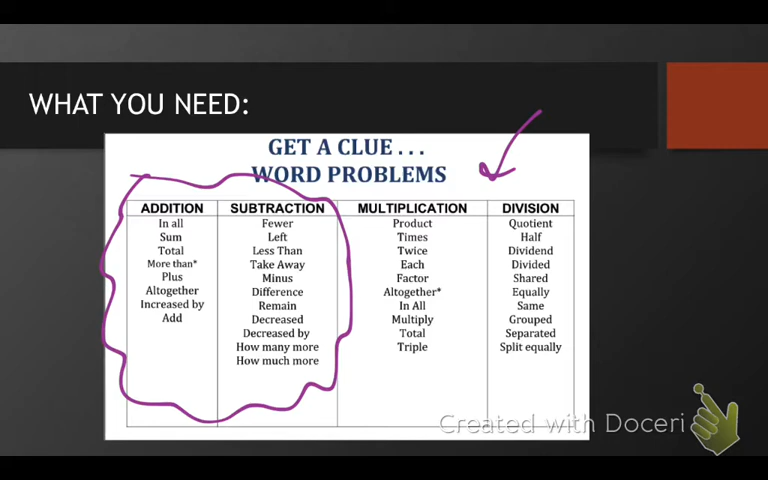 WHAT YOU NEED:
GET A CLUE . . .
WORD PROBLEMS
ADDITION SUBTRACTION MULTIPLICATION DIVISION
In all Fewer Product Quotient
Sum Left Times Half
Total Less Than Twice Dividend
More than* Take Away Each Divided
Plus Minus Factor Shared
Altogether Difference Altogether* Equally
Increased by Remain In All Same
Add Decreased Multiply Grouped
Decreased by Total Separated
How many more Triple Split equally
How much more
Created with Doceri